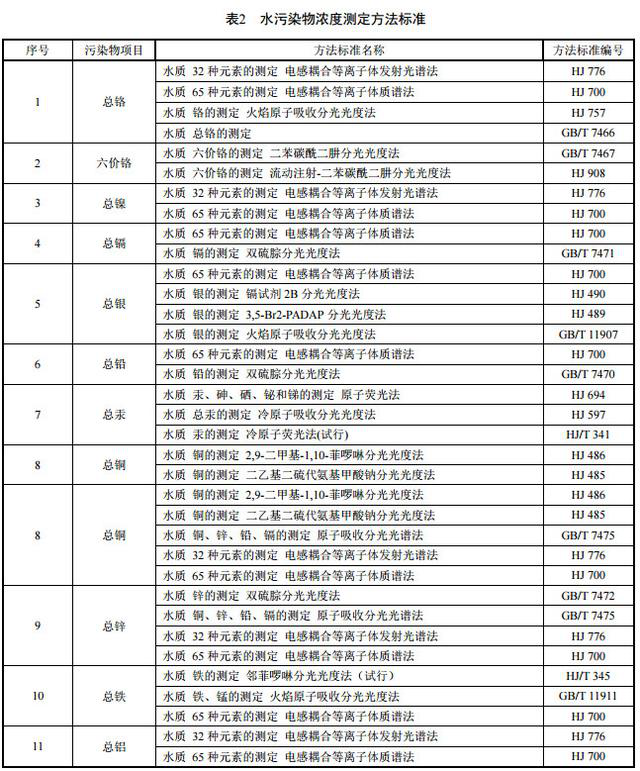 表2 水污染物浓度测定方法标准
序号 污染物项目 方法标准名称 方法标准编号
1 总铬 水质 32 种元素的测定 电感耦合等离子体发射光谱法 HJ 776
水质 65 种元素的测定 电感耦合等离子体质谱法 HJ 700
水质 铬的测定 火焰原子吸收分光光度法 HJ 757
水质 总铬的测定 GB/T 7466
2 六价铬 水质 六价铬的测定 二苯碳酰二肼分光光度法 GB/T 7467
水质 六价铬的测定 流动注射-二苯碳酰二肼分光光度法 HJ 908
3 总镍 水质 32 种元素的测定 电感耦合等离子体发射光谱法 HJ 776
水质 65 种元素的测定 电感耦合等离子体质谱法 HJ 700
4 总镉 水质 65 种元素的测定 电感耦合等离子体质谱法 HJ 700
水质 镉的测定 双硫腙分光光度法 GB/T 7471
5 总银 水质 65 种元素的测定 电感耦合等离子体质谱法 HJ 700
水质 银的测定 镉试剂 2B 分光光度法 HJ 490
水质 银的测定 3,5-Br2-PADAP 分光光度法 HJ 489
水质 银的测定 火焰原子吸收分光光度法 GB/T 11907
6 总铅 水质 65 种元素的测定 电感耦合等离子体质谱法 HJ 700
水质 铅的测定 双硫腙分光光度法 GB/T 7470
7 总汞 水质 汞、砷、硒、铋和锑的测定 原子荧光法 HJ 694
水质 总汞的测定 冷原子吸收分光光度法 HJ 597
水质 汞的测定 冷原子荧光法(试行) HJ/T 341
8 总铜 水质 铜的测定 2,9-二甲基-1,10-菲啰啉分光光度法 HJ 486
水质 铜的测定 二乙基二硫代氨基甲酸钠分光光度法 HJ 485
8 总铜 水质 铜的测定 2,9-二甲基-1,10-菲啰啉分光光度法 HJ 486
水质 铜的测定 二乙基二硫代氨基甲酸钠分光光度法 HJ 485
水质 铜、锌、铅、镉的测定 原子吸收分光光谱法 GB/T 7475
水质 32 种元素的测定 电感耦合等离子体发射光谱法 HJ 776
水质 65 种元素的测定 电感耦合等离子体质谱法 HJ 700
9 总锌 水质 锌的测定 双硫腙分光光度法 GB/T 7472
水质 铜、锌、铅、镉的测定 原子吸收分光光谱法 GB/T 7475
水质 32 种元素的测定 电感耦合等离子体发射光谱法 HJ 776
水质 65 种元素的测定 电感耦合等离子体质谱法 HJ 700
10 总铁 水质 铁的测定 邻菲啰啉分光光度法（试行） HJ/T 345
水质 铁、锰的测定 火焰原子吸收分光光度法 GB/T 11911
水质 65 种元素的测定 电感耦合等离子体质谱法 HJ 700
11 总铝 水质 32 种元素的测定 电感耦合等离子体发射光谱法 HJ 776
水质 65 种元素的测定 电感耦合等离子体质谱法 HJ 700